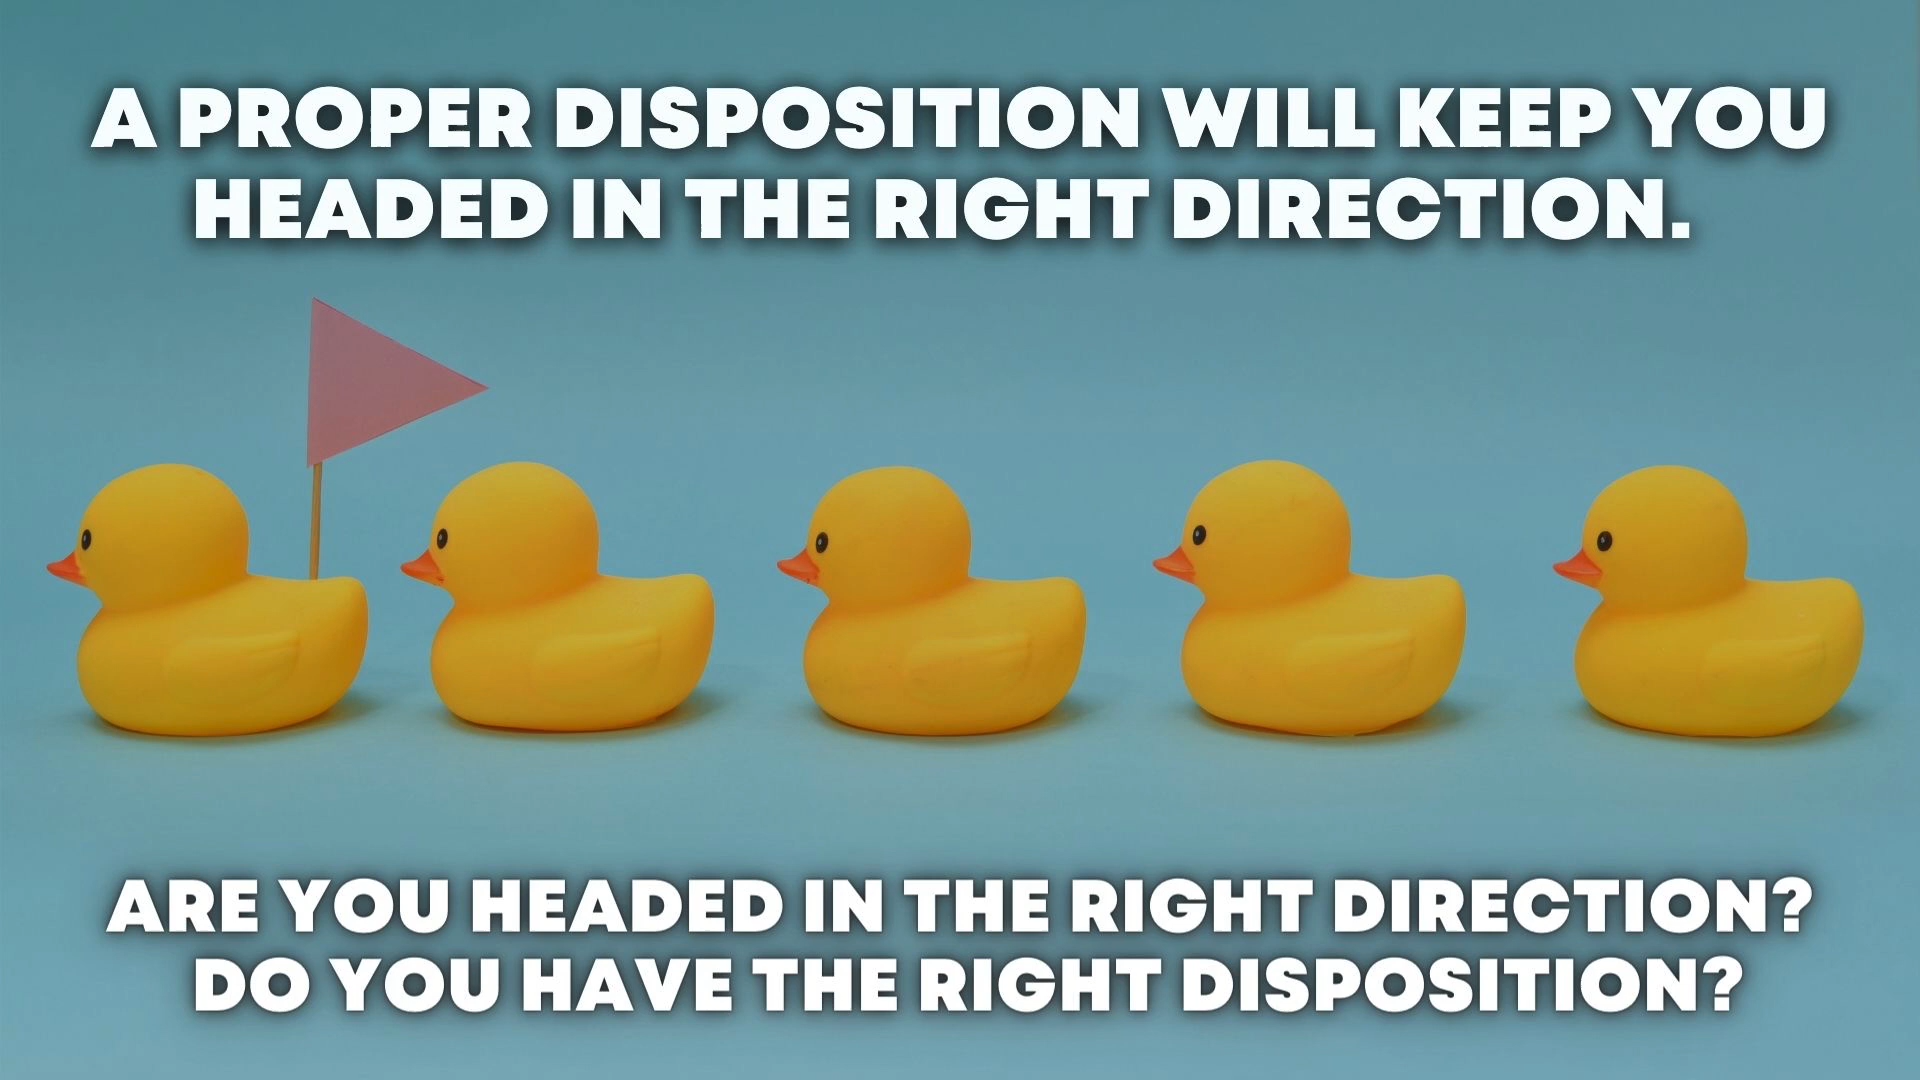 A PROPER DISPOSITION WILL KEEP YOU
HEADED IN THE RIGHT DIRECTION.
ARE YOU HEADED IN THE RIGHT DIRECTION?
DO YOU HAVE THE RIGHT DISPOSITION?